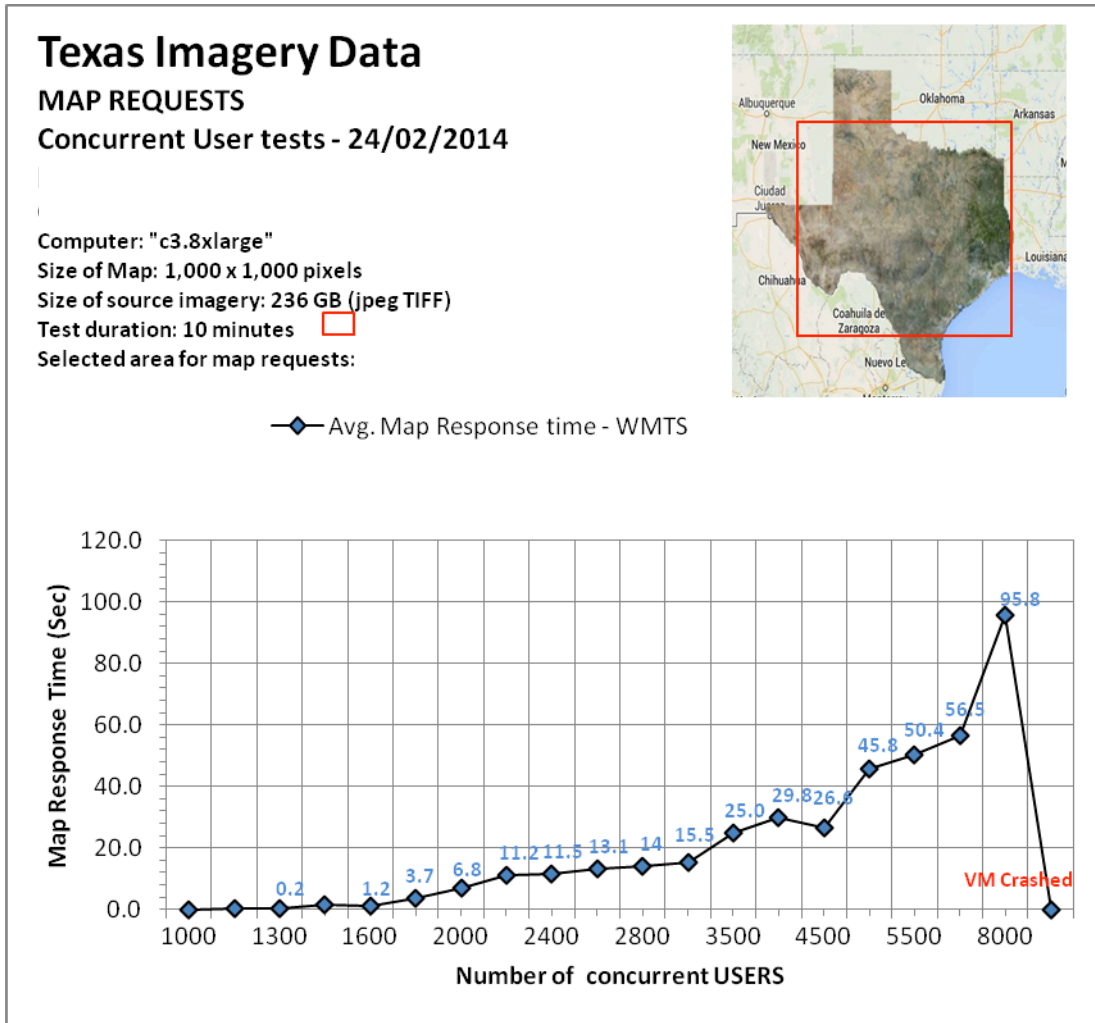 Texas Imagery Data
MAP REQUESTS
Concurrent User tests - 24/02/2014
Computer: "c3.8xlarge"
Size of Map: 1,000 x 1,000 pixels
Size of source imagery: 236 GB (jpeg TIFF)
Test duration: 10 minutes
Selected area for map requests:
Albuquerque
Oklahoma
Arkansas
New Mexico
Ciudad
Juarez
Louisiana
Chihuahua
Coahuila de
Zaragoza
Nuevo Le
Avg. Map Response time - WMTS
Map Response Time (Sec)
120.0
100.0
80.0
60.0
40.0
20.0
0.0
0.2
1.2
3.7
6.8
11.2
11.5
13.1
14
15.5
25.0
29.8
26.6
45.8
50.4
56.5
95.8
VM Crashed
1000 1300 1600 2000 2400 2800 3500 4500 5500 8000
Number of concurrent USERS